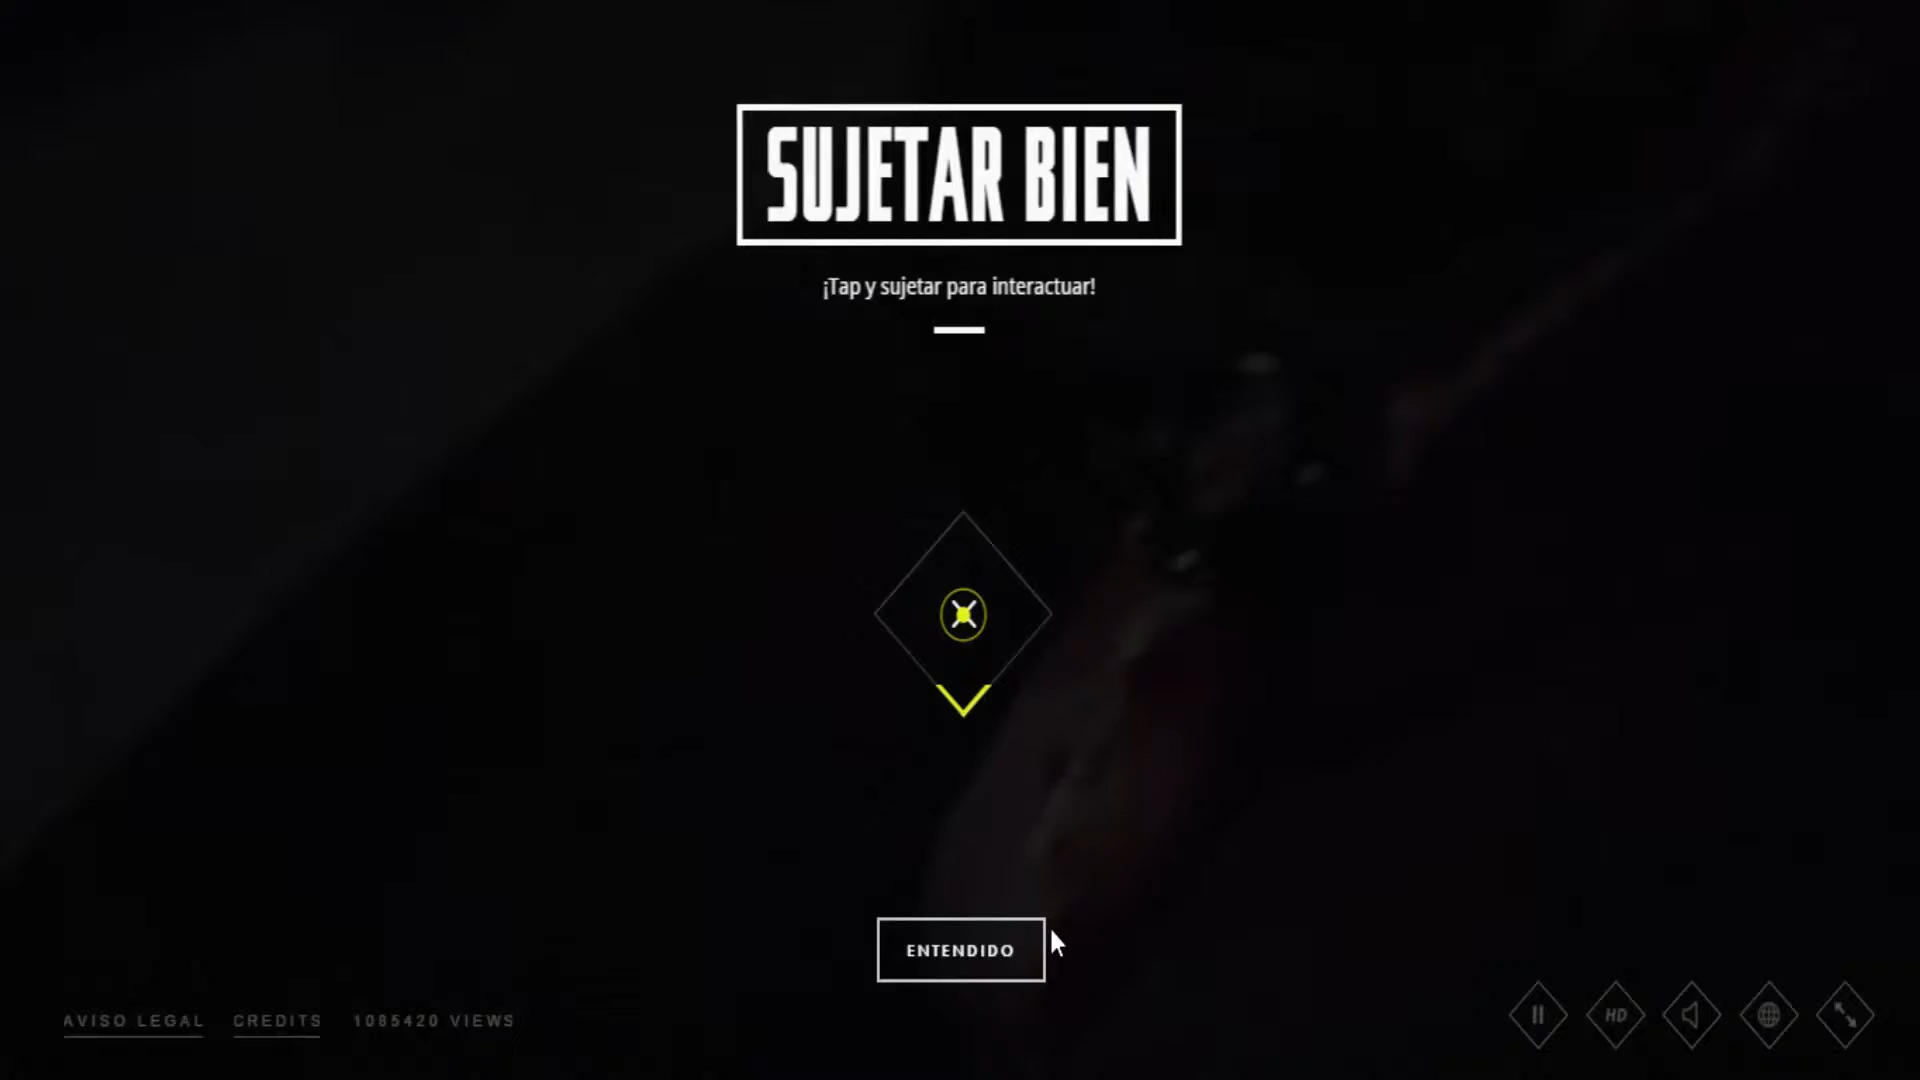 SUJETAR BIEN
¡Tap y sujetar para interactuar!
ENTENDIDO
AVISO LEGAL CREDITS 1085420 VIEWS
HD